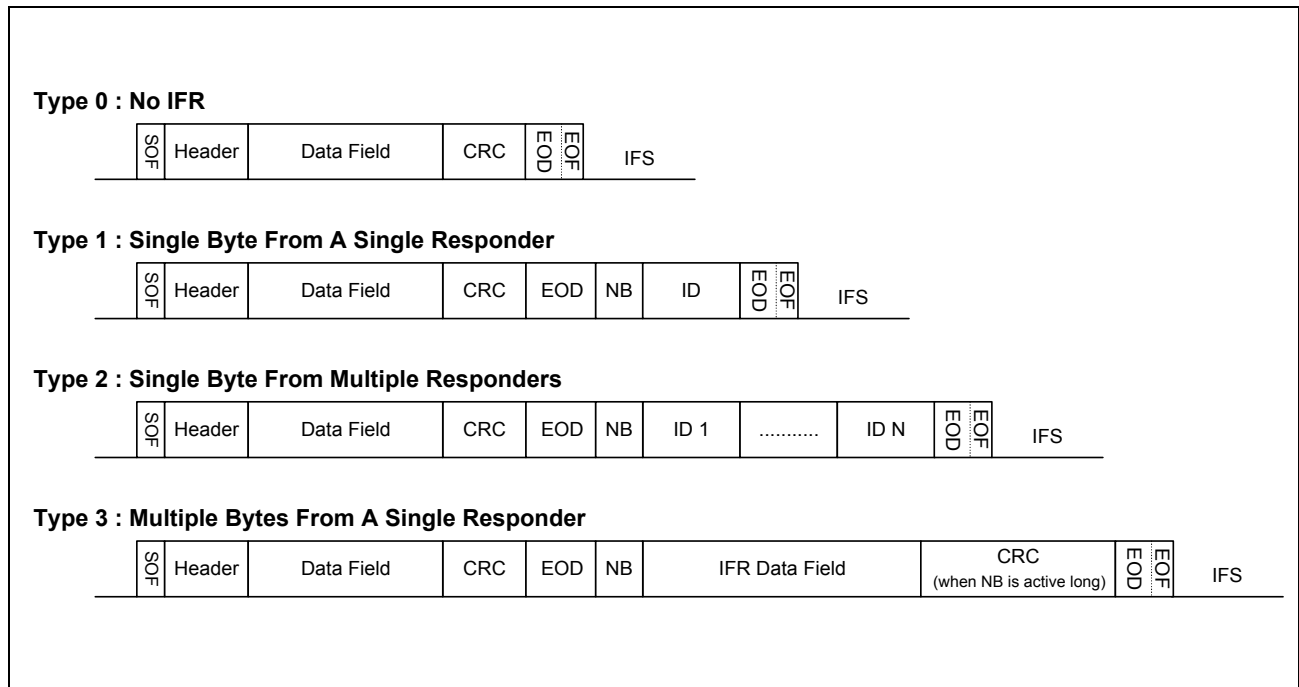 Type 0 : No IFR
SOF Header Data Field CRC EOD EOF IFS
Type 1 : Single Byte From A Single Responder
SOF Header Data Field CRC EOD NB ID EOD EOF IFS
Type 2 : Single Byte From Multiple Responders
SOF Header Data Field CRC EOD NB ID 1 ........... ID N EOD EOF IFS
Type 3 : Multiple Bytes From A Single Responder
SOF Header Data Field CRC EOD NB IFR Data Field CRC (when NB is active long) EOD EOF IFS